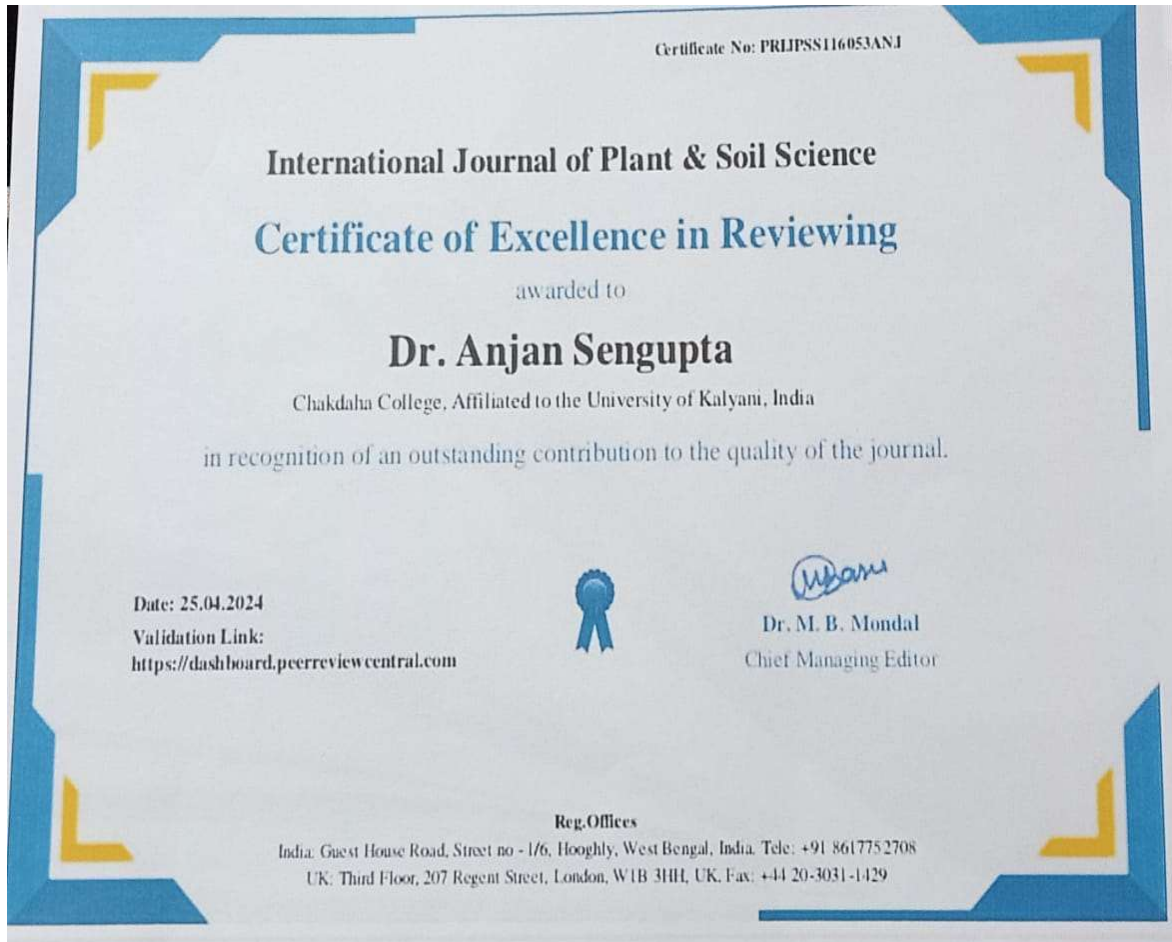 Certificate No: PRIJPSS116053ANJ
International Journal of Plant & Soil Science
Certificate of Excellence in Reviewing
awarded to
Dr. Anjan Sengupta
Chakdaha College, Affiliated to the University of Kalyani, India
in recognition of an outstanding contribution to the quality of the journal.
Date: 25.04.2024
Validation Link:
https://dashboard.peerreviewcentral.com
Dr. M. B. Mondal
Chief Managing Editor
Reg.Offices
India: Guest House Road, Street no - 1/6, Hooghly, West Bengal, India. Tele: +91 8617752708
UK: Third Floor, 207 Regent Street, London, W1B 3HH, UK. Fax: +44 20-3031-1429